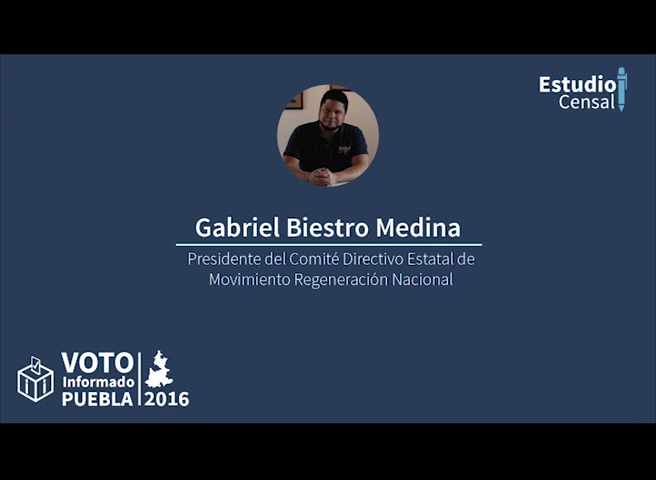 Estudio
Censal
Gabriel Biestro Medina
Presidente del Comité Directivo Estatal de
Movimiento Regeneración Nacional
VOTO
Informado
PUEBLA
2016